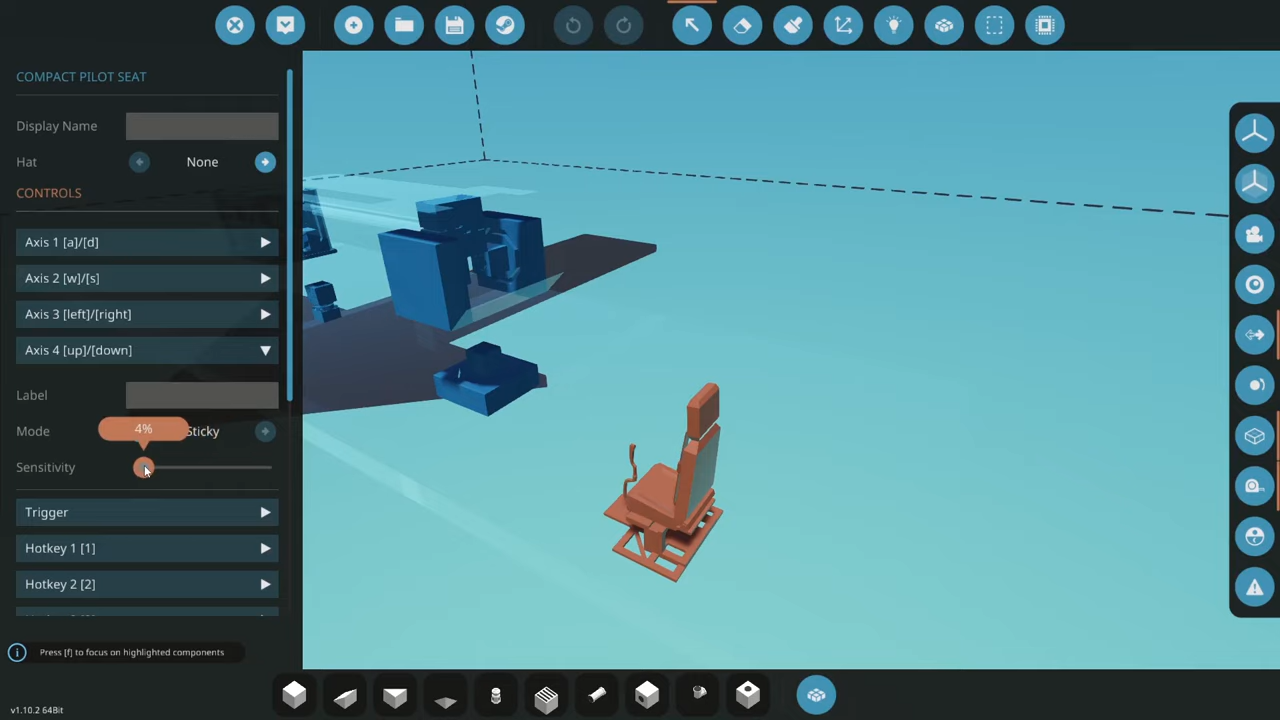 COMPACT PILOT SEAT
Display Name
Hat None
CONTROLS
Axis 1 [a]/[d]
Axis 2 [w]/[s]
Axis 3 [left]/[right]
Axis 4 [up]/[down]
Label
Mode Sticky
4%
Sensitivity
Trigger
Hotkey 1 [1]
Hotkey 2 [2]
Press [f] to focus on highlighted components
v1.10.2 64Bit